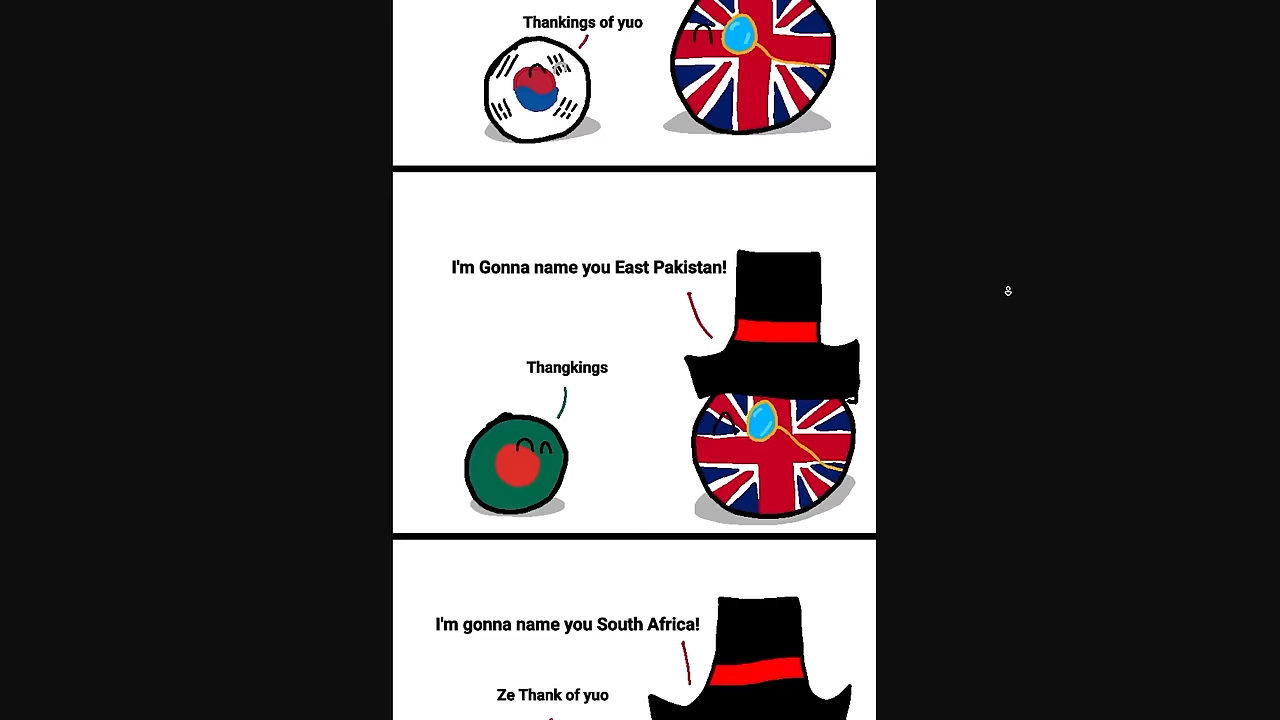 Thankings of yuo
I'm Gonna name you East Pakistan!
Thangkings
I'm gonna name you South Africa!
Ze Thank of yuo